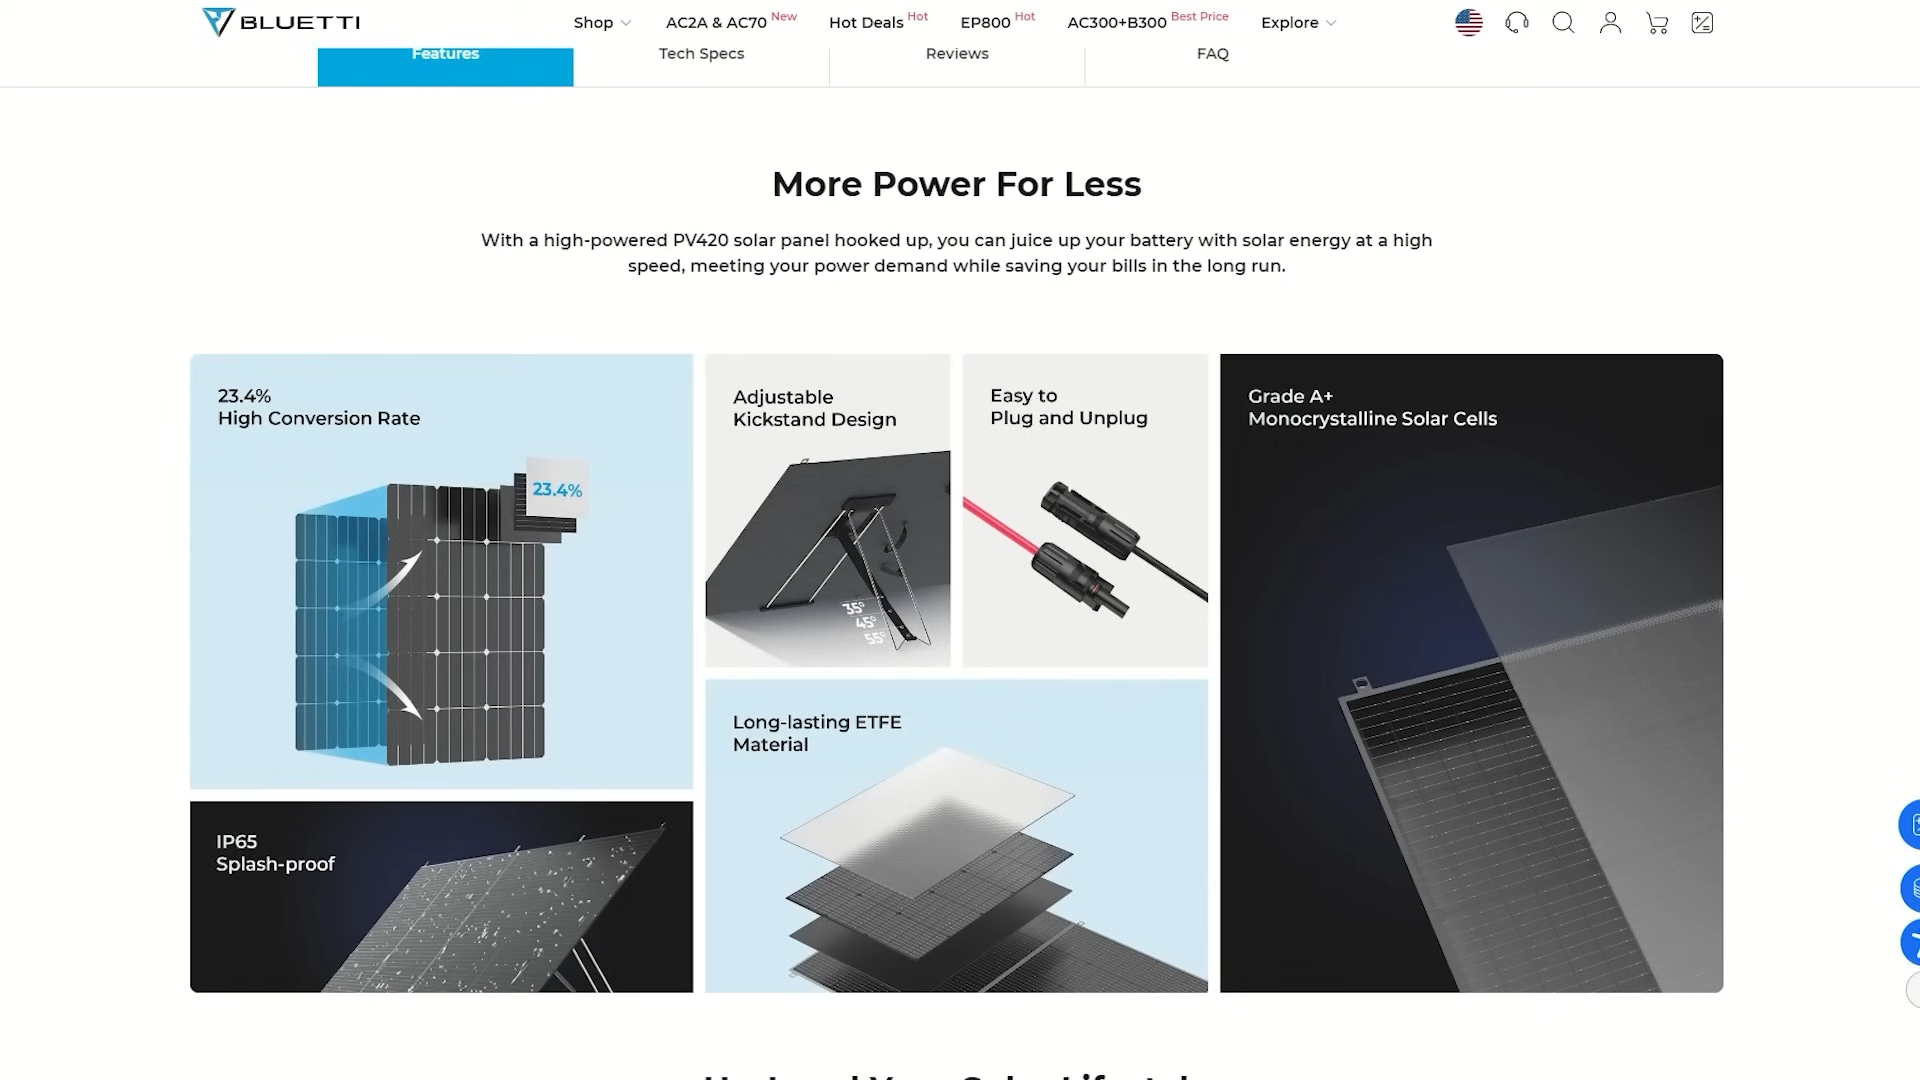 BLUETTI
Shop
AC2A & AC70 New
Hot Deals Hot
EP800 Hot
AC300+B300 Best Price
Explore
Features
Tech Specs
Reviews
FAQ
More Power For Less
With a high-powered PV420 solar panel hooked up, you can juice up your battery with solar energy at a high
speed, meeting your power demand while saving your bills in the long run.
23.4%
High Conversion Rate
23.4%
Adjustable
Kickstand Design
35°
45°
55°
Easy to
Plug and Unplug
Grade A+
Monocrystalline Solar Cells
Long-lasting ETFE
Material
IP65
Splash-proof